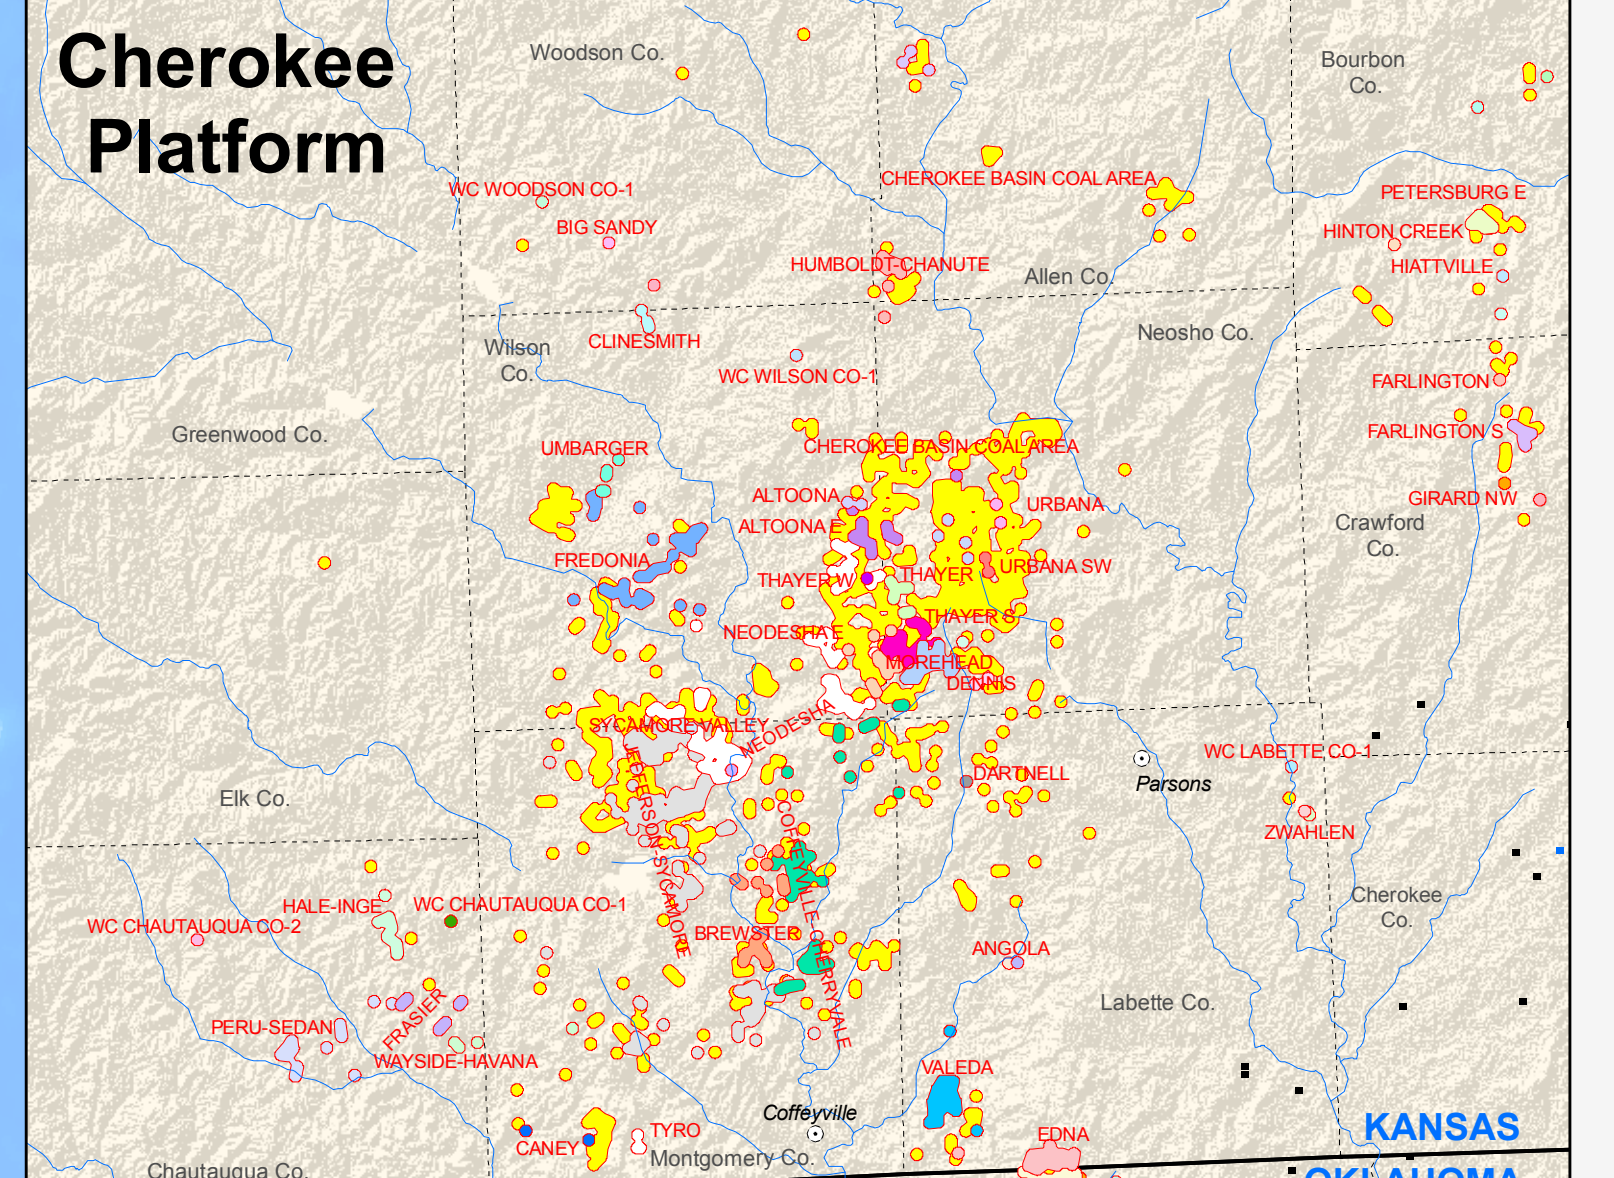 Cherokee
Platform
Woodson Co.
Bourbon
Co.
WC WOODSON CO-1
BIG SANDY
CHEROKEE BASIN COAL AREA
PETERSBURG E
HINTON CREEK
HIATTVILLE
HUMBOLDT-CHANUTE
Allen Co.
Neosho Co.
CLINESMITH
Wilson
Co.
WC WILSON CO-1
FARLINGTON
Greenwood Co.
UMBARGER
CHEROKEE BASIN COAL AREA
FARLINGTON S
ALTOONA
URBANA
GIRARD NW
ALTOONA E
Crawford
Co.
FREDONIA
THAYER W
THAYER
URBANA SW
THAYER S
NEODESHA E
MOREHEAD
DENNIS
SYCAMORE VALLEY
NEODESHA
JEFFERSON-SYCAMORE
WC LABETTE CO-1
DARTNELL
Parsons
Elk Co.
COFFEYVILLE-CHERRYVALE
ZWAHLEN
HALE-INGE
WC CHAUTAUQUA CO-1
WC CHAUTAUQUA CO-2
Cherokee
Co.
BREWSTER
ANGOLA
Labette Co.
PERU-SEDAN
FRASIER
WAYSIDE-HAVANA
VALEDA
Coffeyville
CANEY
TYRO
EDNA
KANSAS
Montgomery Co.
Chautauqua Co.
OKLAHOMA